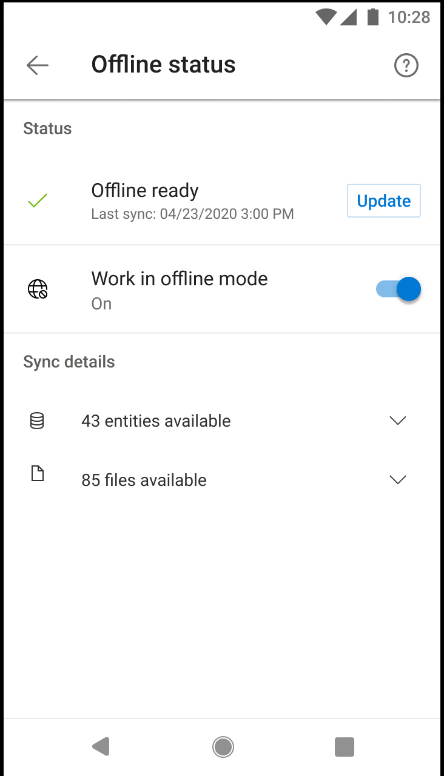 10:28
Offline status
Status
Offline ready
Last sync: 04/23/2020 3:00 PM
Update
Work in offline mode
On
Sync details
43 entities available
85 files available